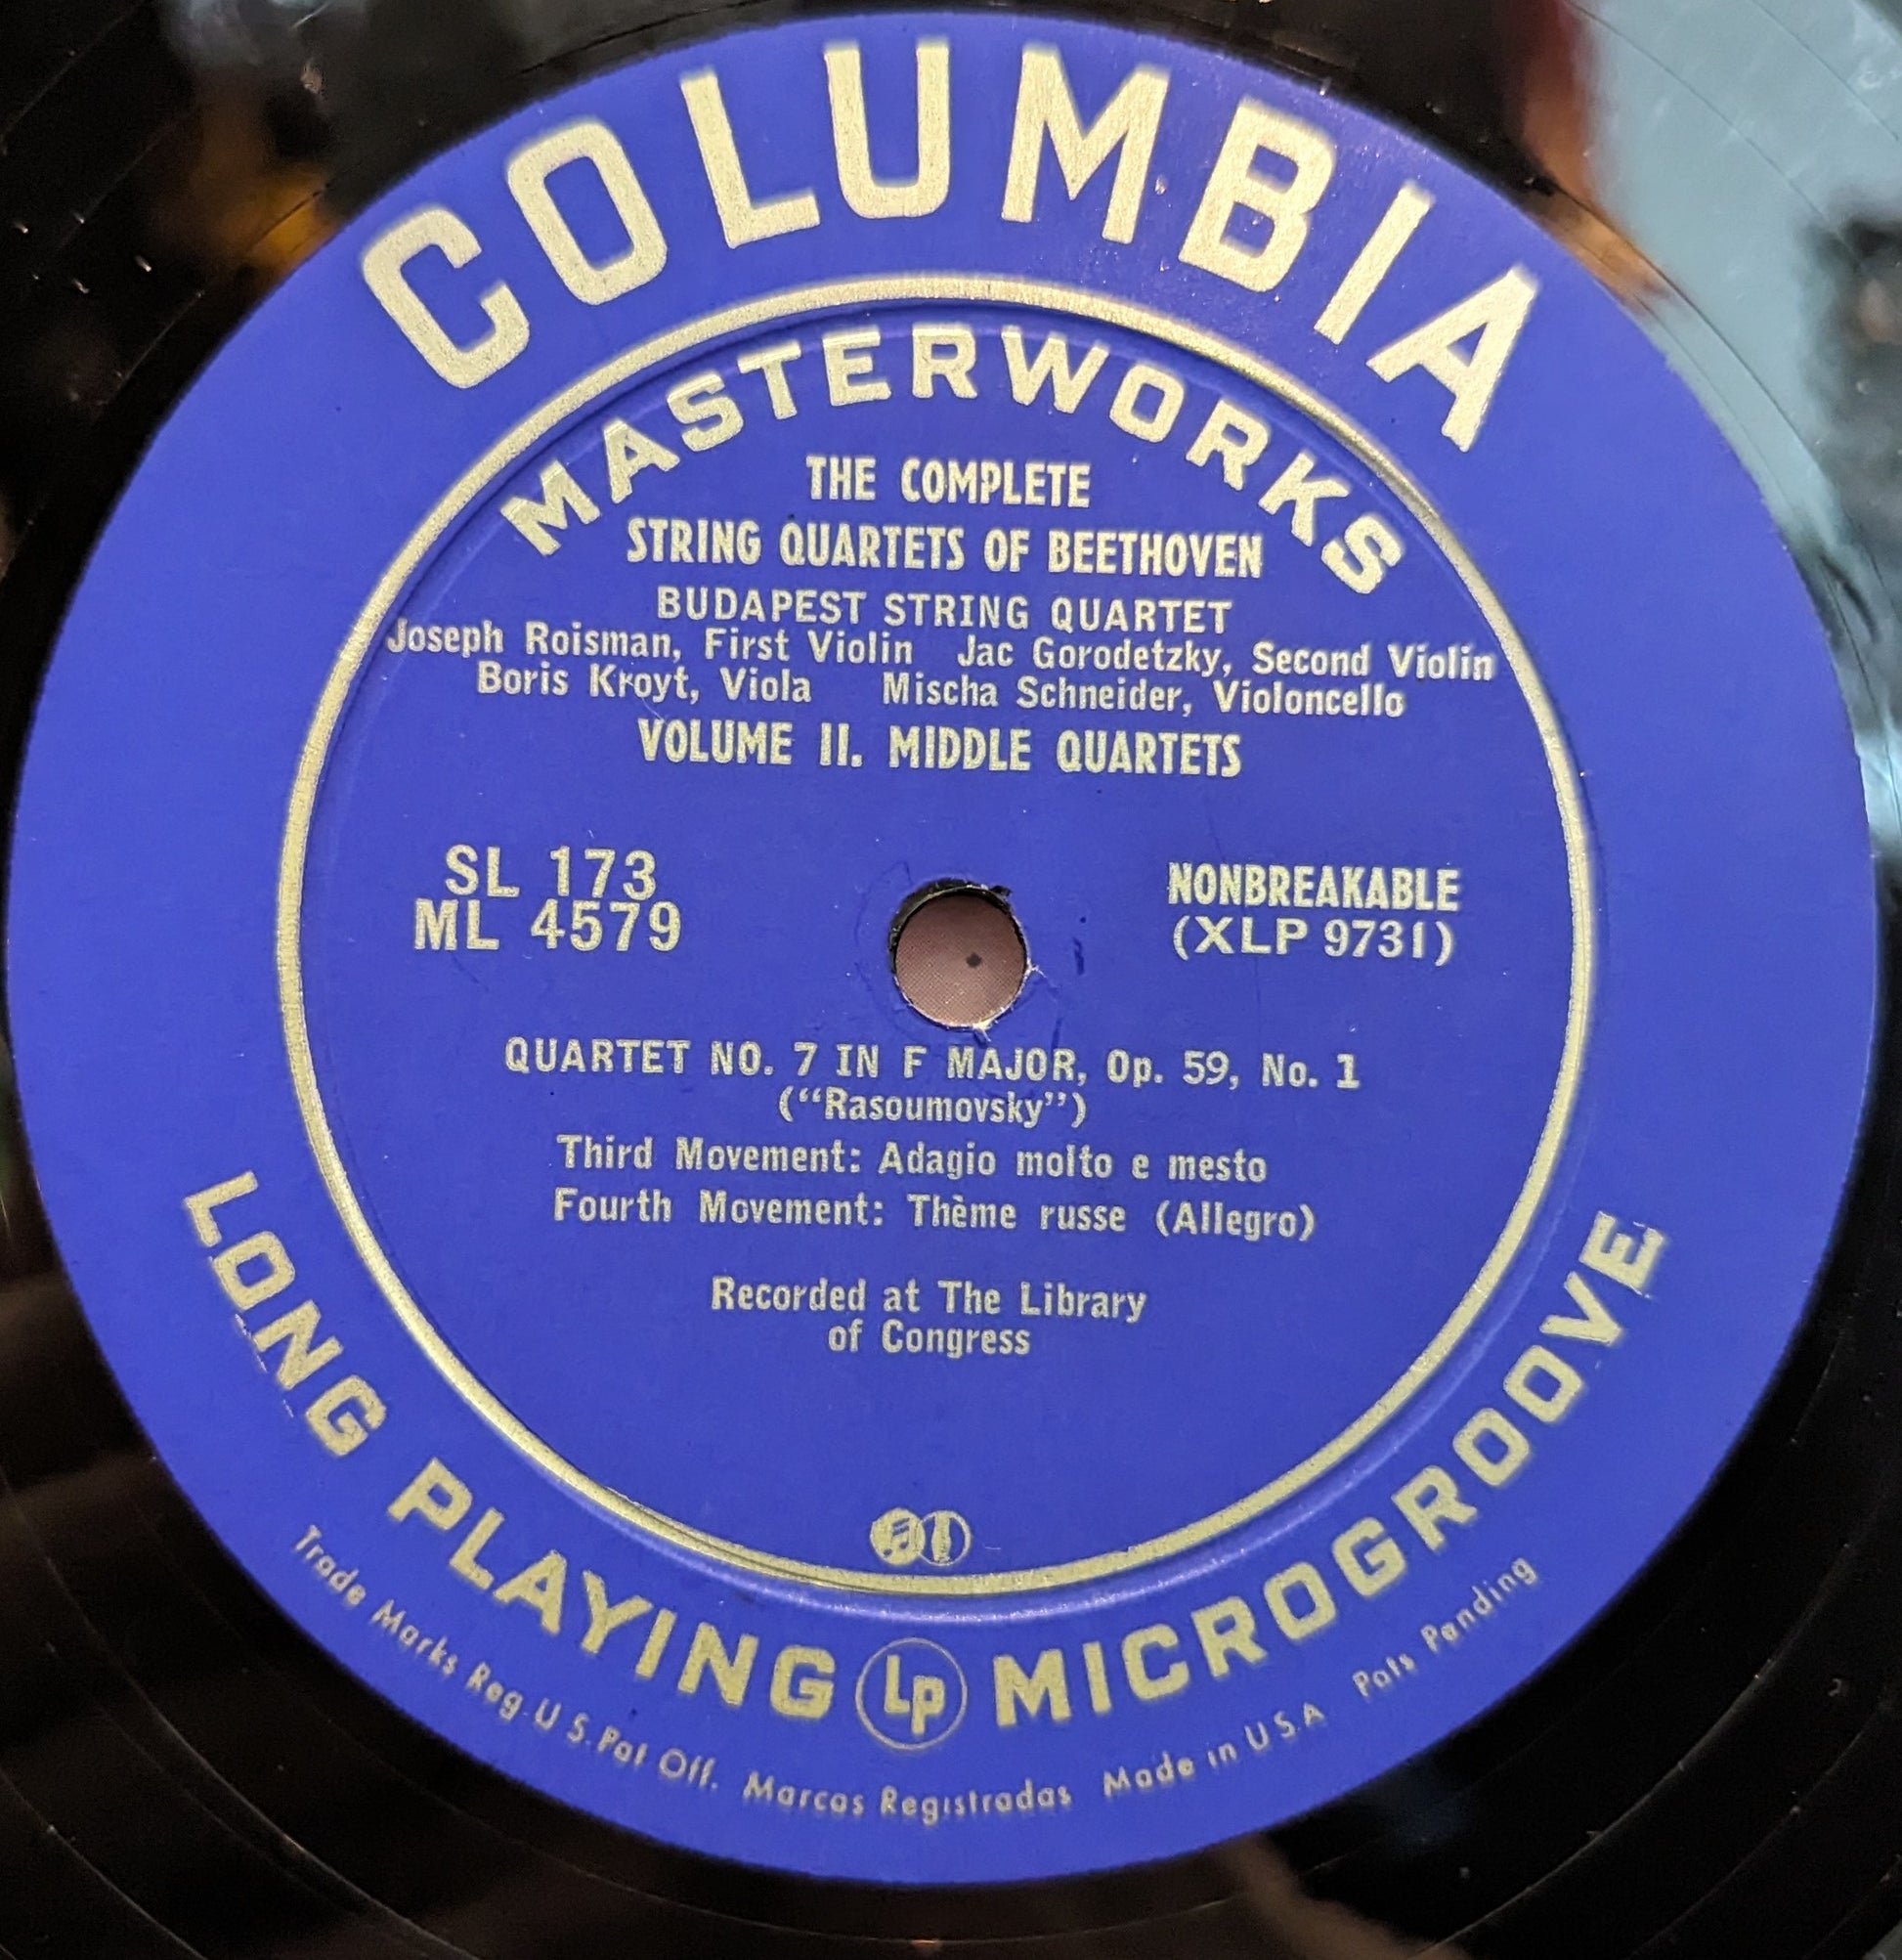 COLUMBIA
MASTERWORKS
THE COMPLETE
STRING QUARTETS OF BEETHOVEN
BUDAPEST STRING QUARTET
Joseph Roisman, First Violin Jac Gorodetzky, Second Violin
Boris Kroyt, Viola Mischa Schneider, Violoncello
VOLUME II. MIDDLE QUARTETS
SL 173
ML 4579
NONBREAKABLE
(XLP 9731)
QUARTET NO. 7 IN F MAJOR, Op. 59, No. 1
("Rasoumovsky")
Third Movement: Adagio molto e mesto
Fourth Movement: Thème russe (Allegro)
Recorded at The Library
of Congress
LONG PLAYING Lp MICROGROOVE
Trade Marks Reg. U S. Pat Off. Marcas Registradas Made in U S.A Pats Pending